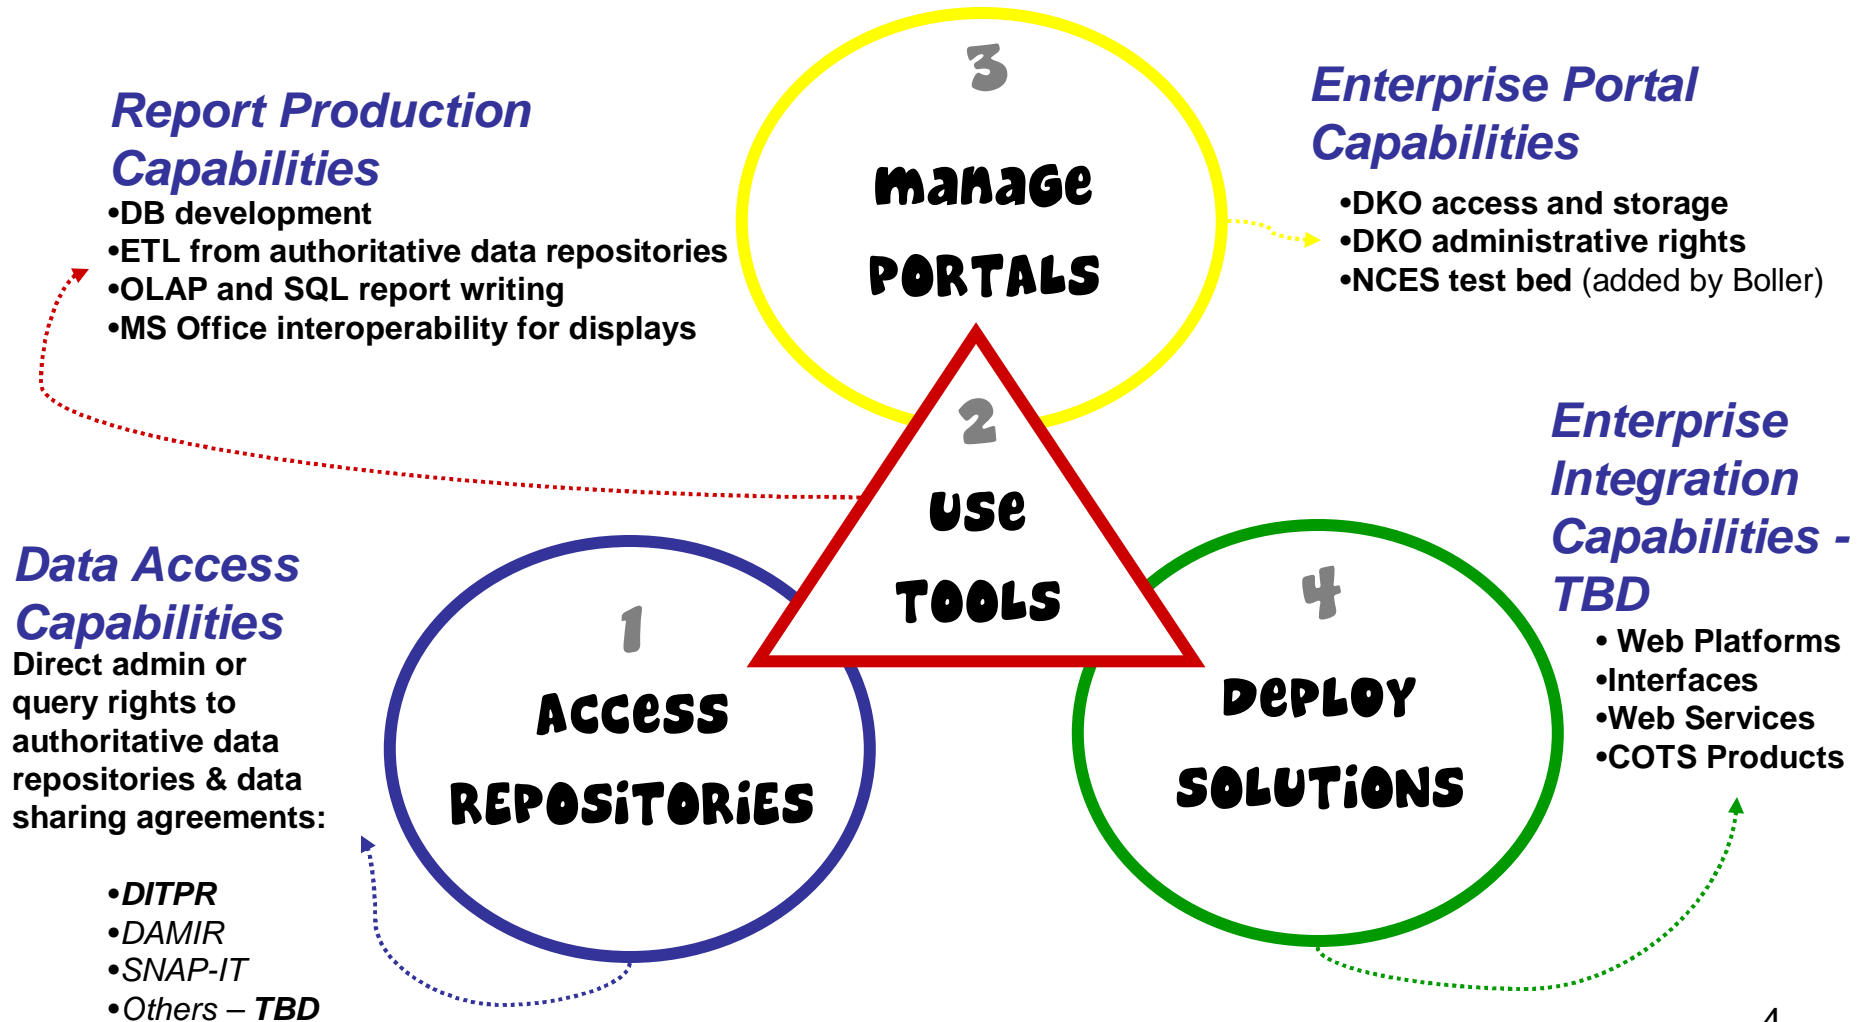 Report Production
Capabilities
•DB development
•ETL from authoritative data repositories
•OLAP and SQL report writing
•MS Office interoperability for displays
3
manage
PORTALS
Enterprise Portal
Capabilities
•DKO access and storage
•DKO administrative rights
•NCES test bed (added by Boller)
2
use
TOOLS
Enterprise
Integration
Capabilities -
TBD
• Web Platforms
•Interfaces
•Web Services
•COTS Products
Data Access
Capabilities
Direct admin or
query rights to
authoritative data
repositories & data
sharing agreements:
•DITPR
•DAMIR
•SNAP-IT
•Others – TBD
1
Access
REPOSiTORiES
4
Deploy
SOLUTiONS
4